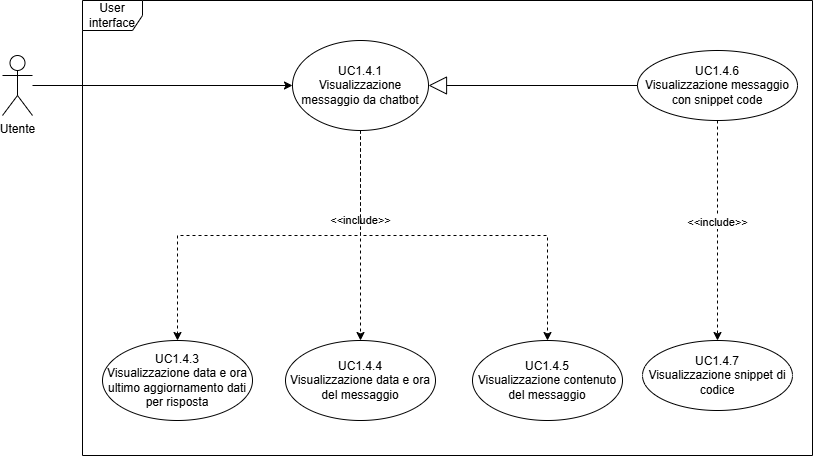 User
interface
Utente
UC1.4.1
Visualizzazione
messaggio da chatbot
UC1.4.6
Visualizzazione messaggio
con snippet code
<<include>>
<<include>>
UC1.4.3
Visualizzazione data e ora
ultimo aggiornamento dati
per risposta
UC1.4.4
Visualizzazione data e ora
del messaggio
UC1.4.5
Visualizzazione contenuto
del messaggio
UC1.4.7
Visualizzazione snippet di
codice